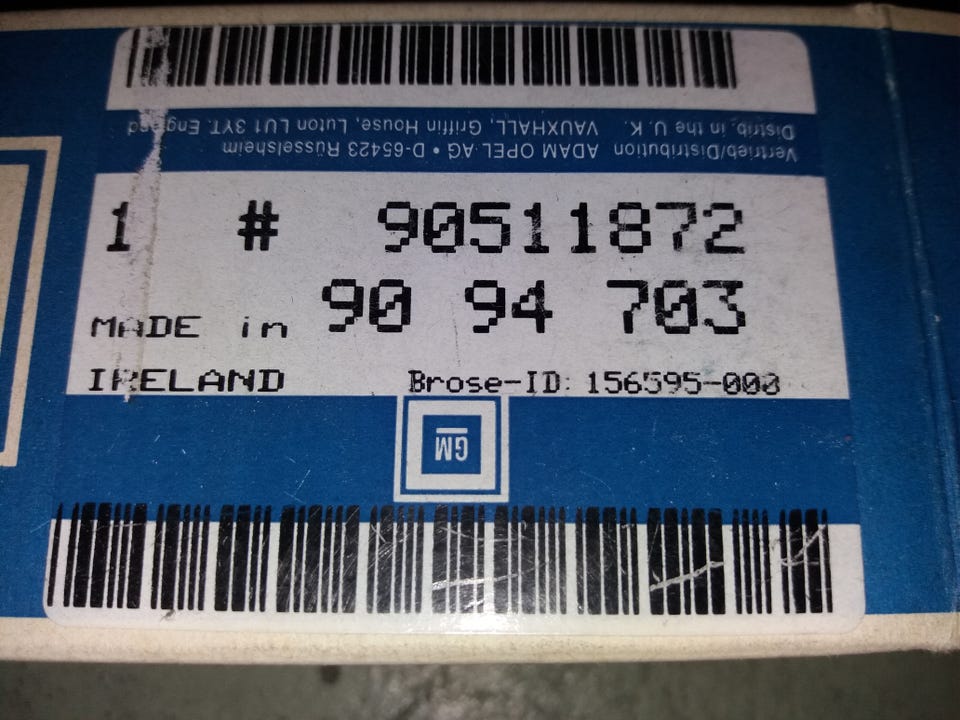 Distrib. in the U.K. VAUXHALL, Griffin House, Luton LU1 3YT. England
Vertrieb/Distribution ADAM OPEL AG • D-65423 Rüsselsheim
1 # 90511872
90 94 703
MADE in
IRELAND Brose-ID: 156595-000
GM